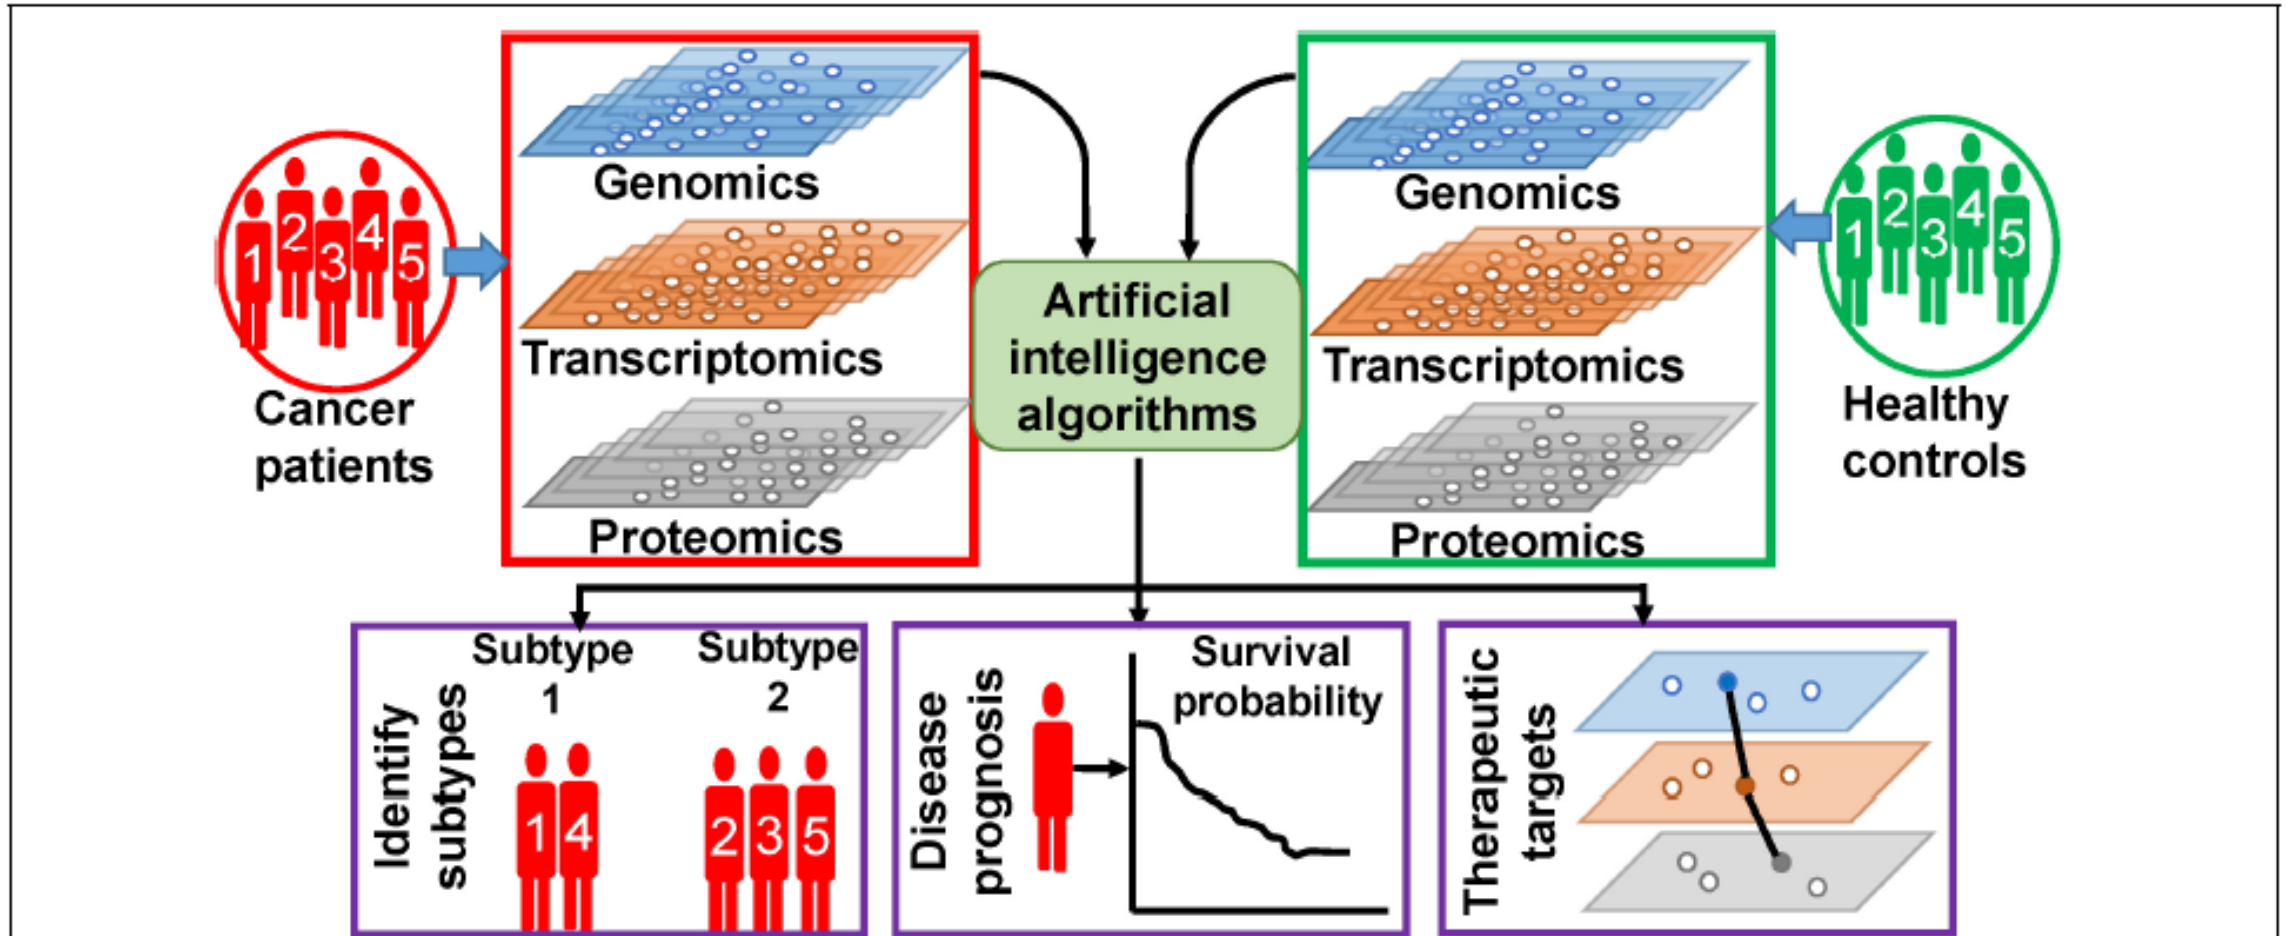 1
2
3
4
5
Cancer
patients
Genomics
Transcriptomics
Proteomics
Artificial
intelligence
algorithms
Genomics
Transcriptomics
Proteomics
1
2
3
4
5
Healthy
controls
Identify
subtypes
Subtype
1
Subtype
2
1 4
2 3 5
Disease
prognosis
Survival
probability
Therapeutic
targets